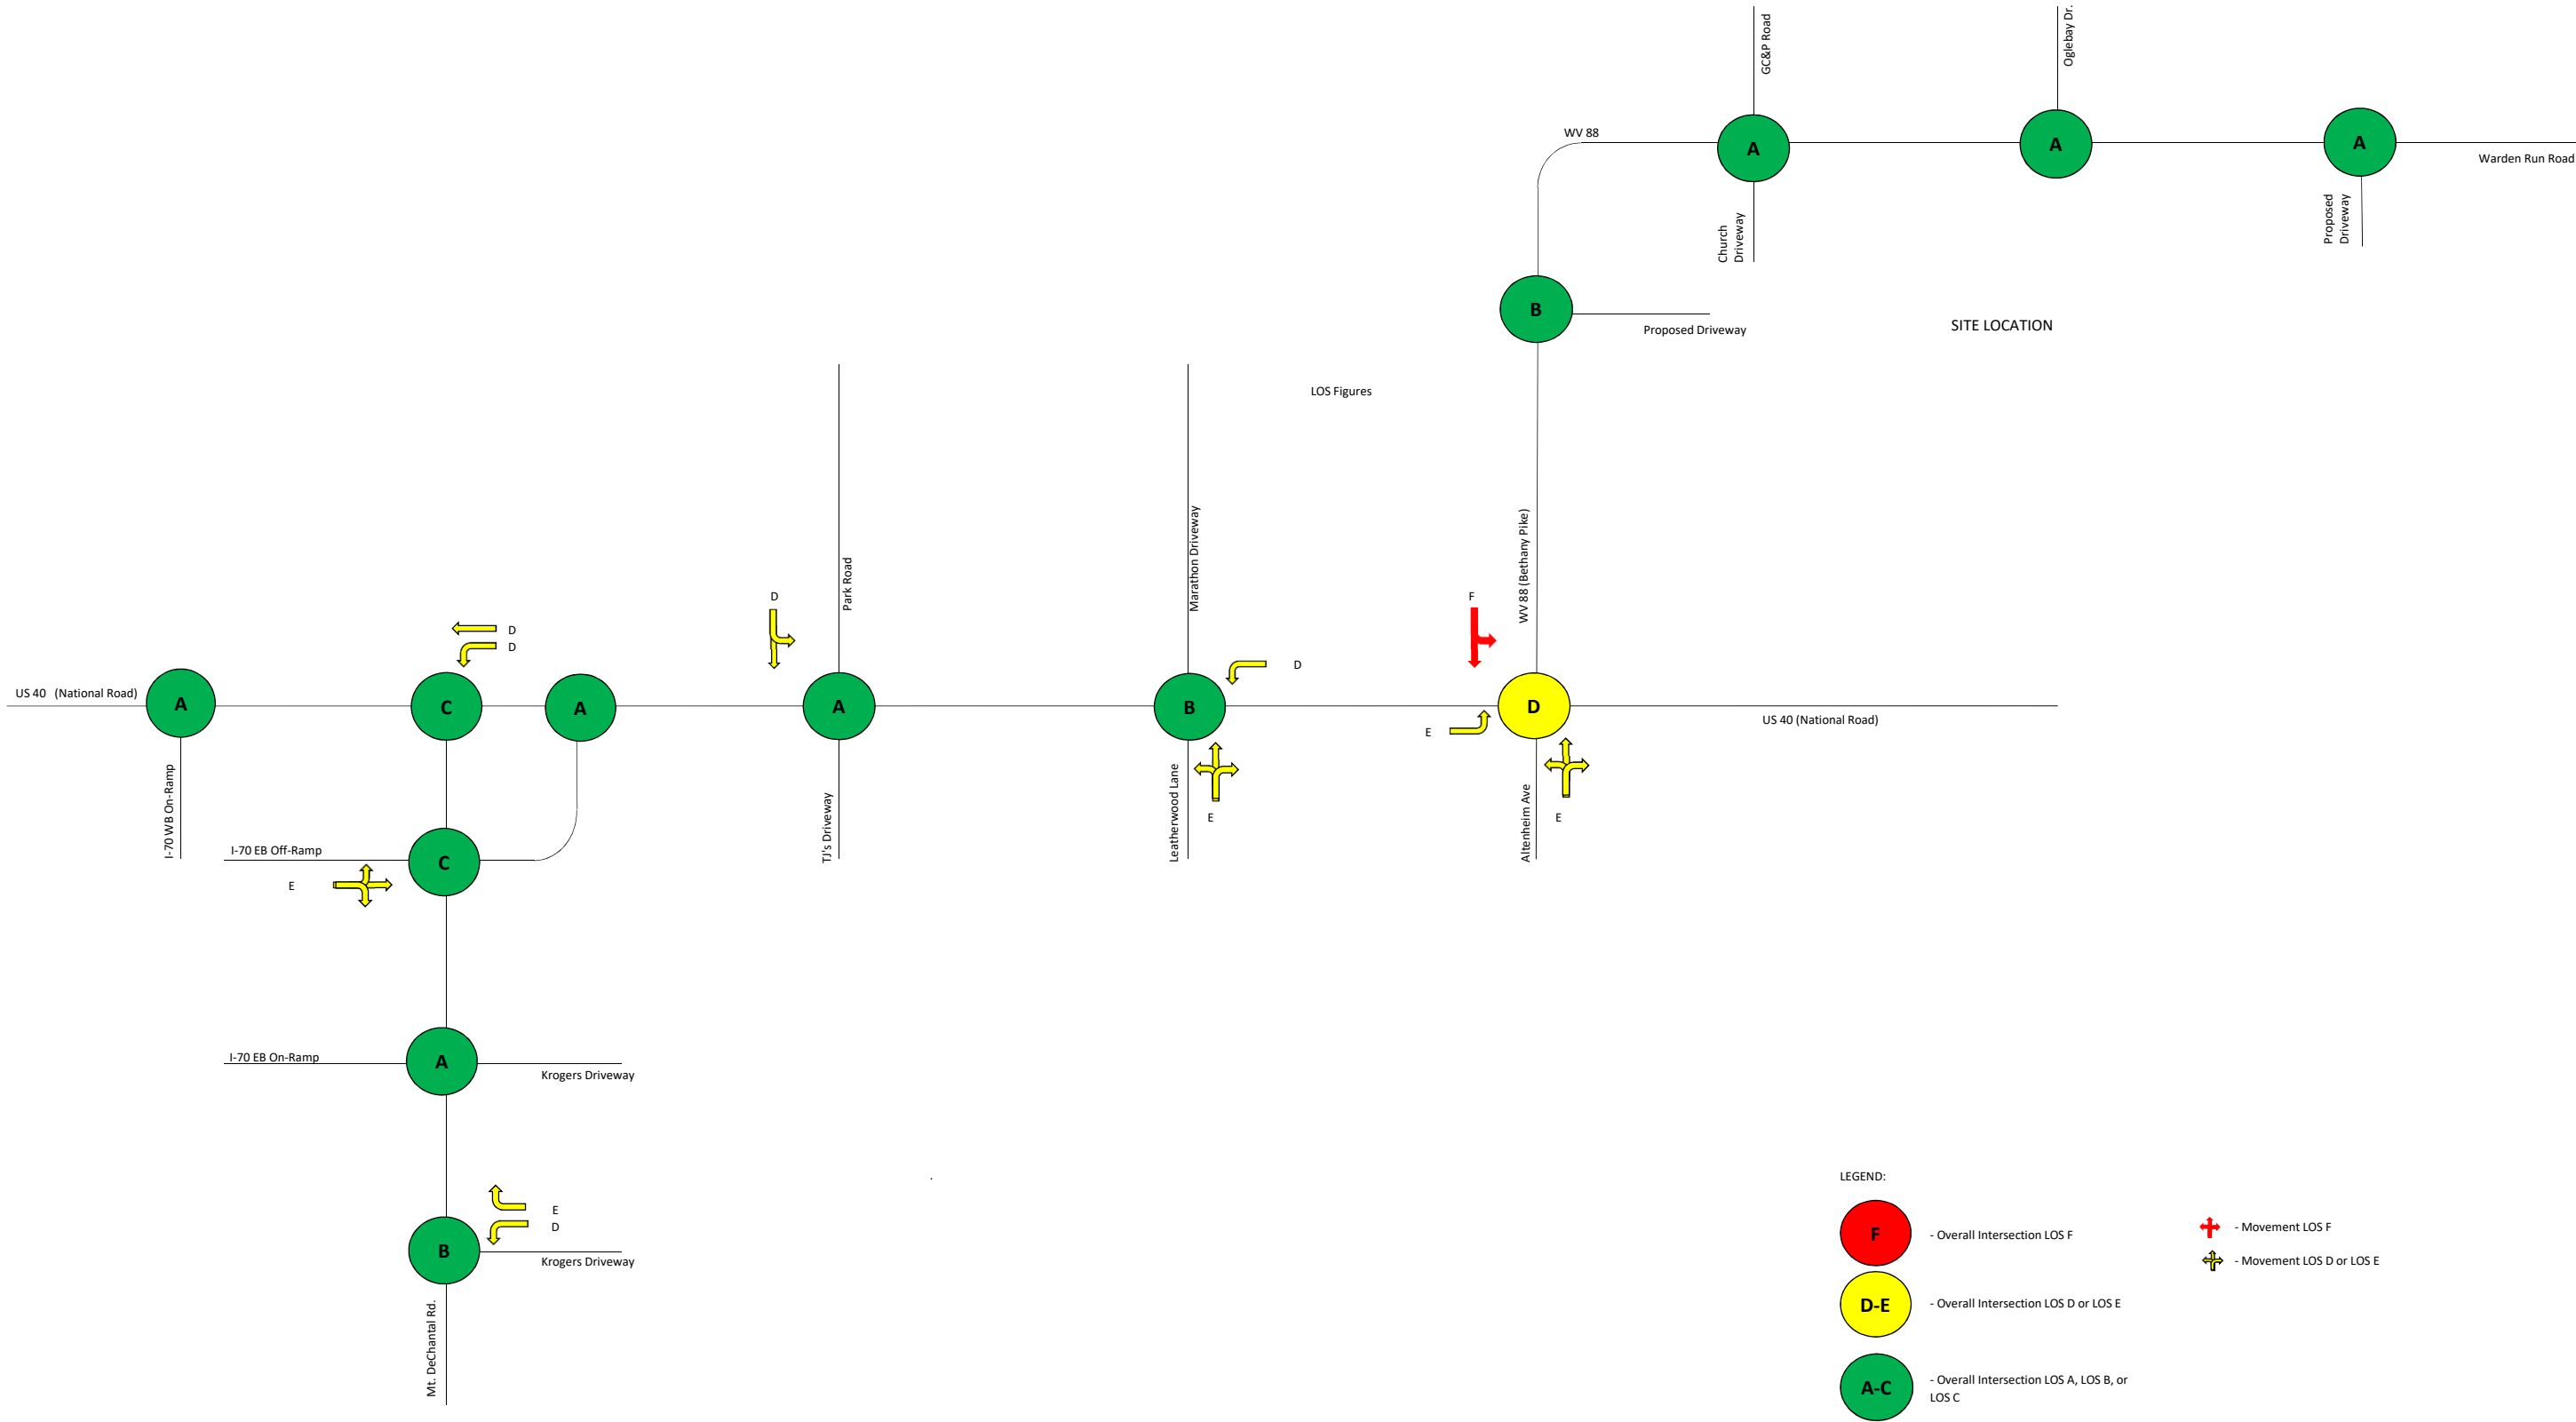 GC&P Road
Oglebay Dr.
WV 88
A
A
A
Warden Run Road
Church
Driveway
Proposed
Driveway
B
Proposed Driveway
SITE LOCATION
LOS Figures
Park Road
Marathon Driveway
WV 88 (Bethany Pike)
D
F
D
D
D
E
US 40 (National Road)
A
C
A
A
B
D
US 40 (National Road)
I-70 WB On-Ramp
TJ's Driveway
Leatherwood Lane
E
Altenheim Ave
E
I-70 EB Off-Ramp
C
E
I-70 EB On-Ramp
A
Krogers Driveway
E
D
B
Krogers Driveway
Mt. DeChantal Rd.
LEGEND:
F
- Overall Intersection LOS F
- Movement LOS F
- Movement LOS D or LOS E
D-E
- Overall Intersection LOS D or LOS E
A-C
- Overall Intersection LOS A, LOS B, or
LOS C